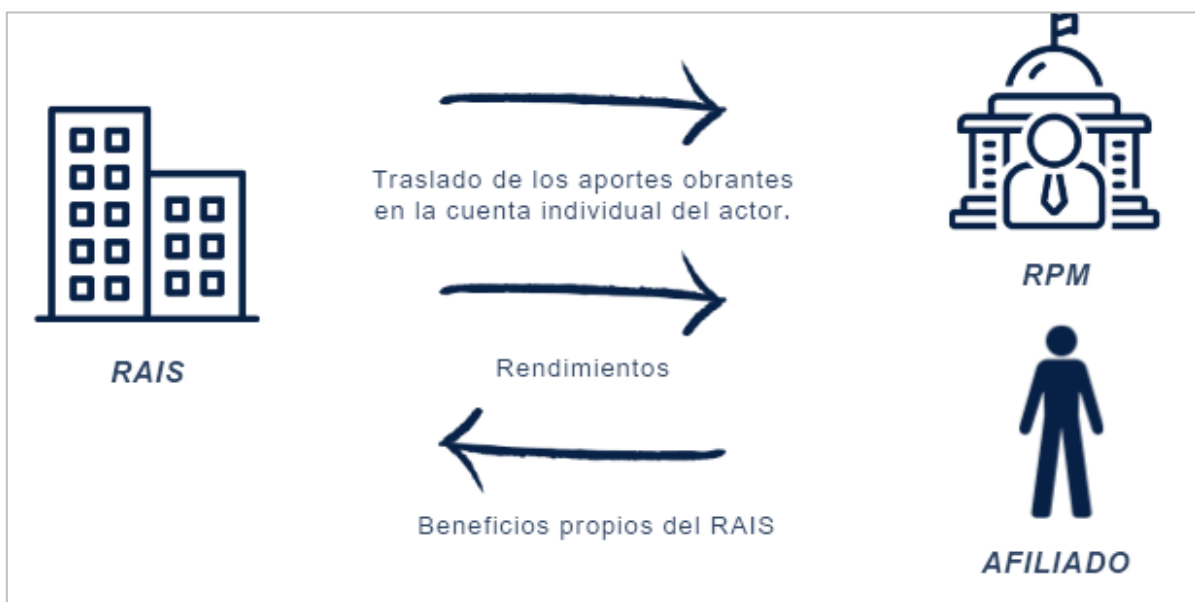 Traslado de los aportes obrantes
en la cuenta individual del actor.
RPM
RAIS
Rendimientos
Beneficios propios del RAIS
AFILIADO